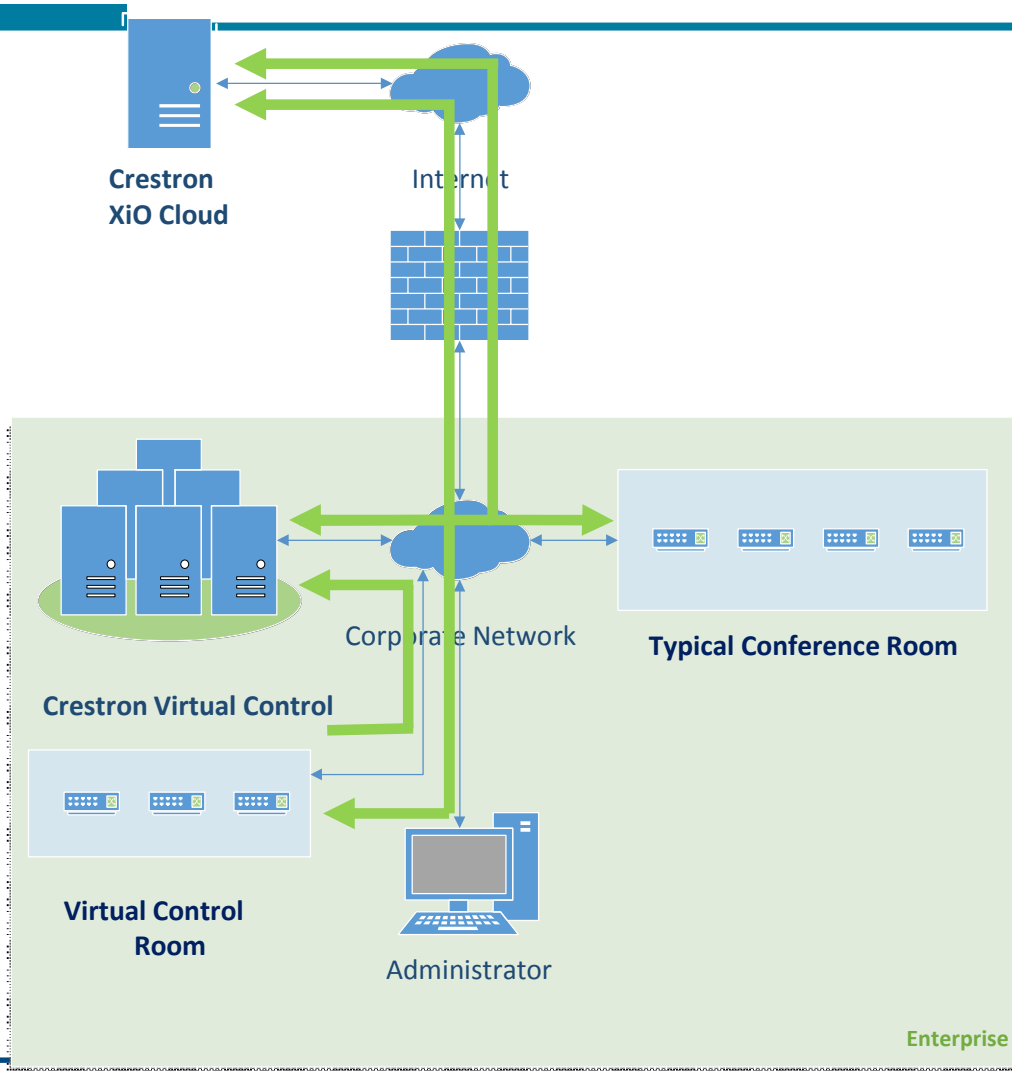 Crestron
XiO Cloud
Internet
Corporate Network
Typical Conference Room
Crestron Virtual Control
Virtual Control
Room
Administrator
Enterprise